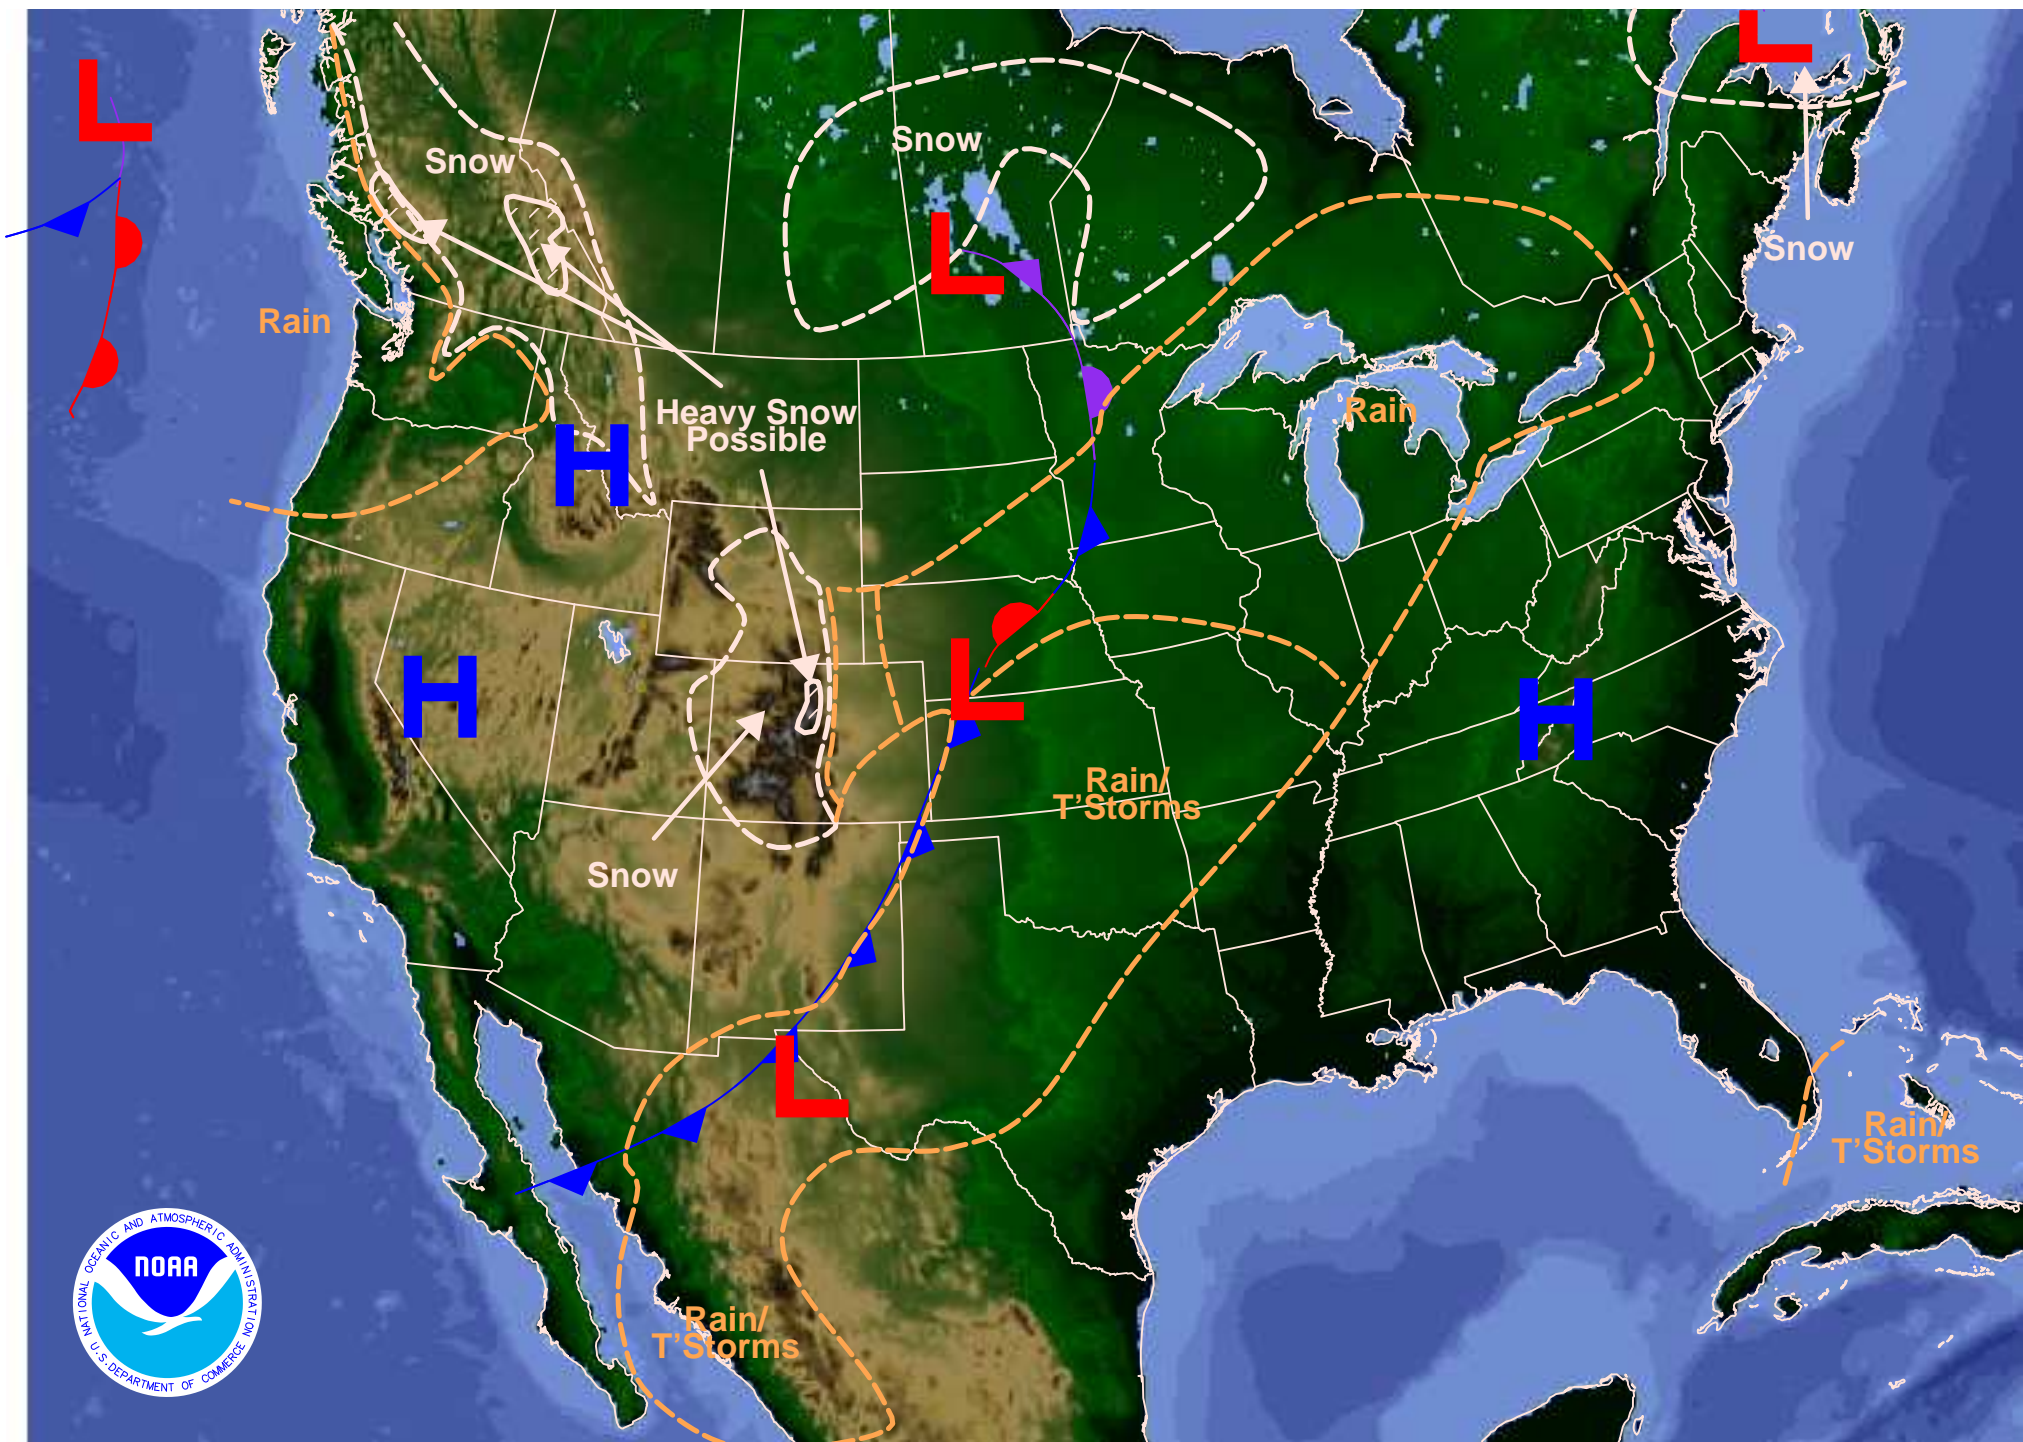 L
L
Snow
Snow
L
Snow
Rain
Heavy Snow
Possible
Rain
H
H
L
H
Rain/
T'Storms
Snow
L
Rain/
T'Storms
NATIONAL OCEANIC AND ATMOSPHERIC ADMINISTRATION
NOAA
U.S. DEPARTMENT OF COMMERCE
Rain/
T'Storms